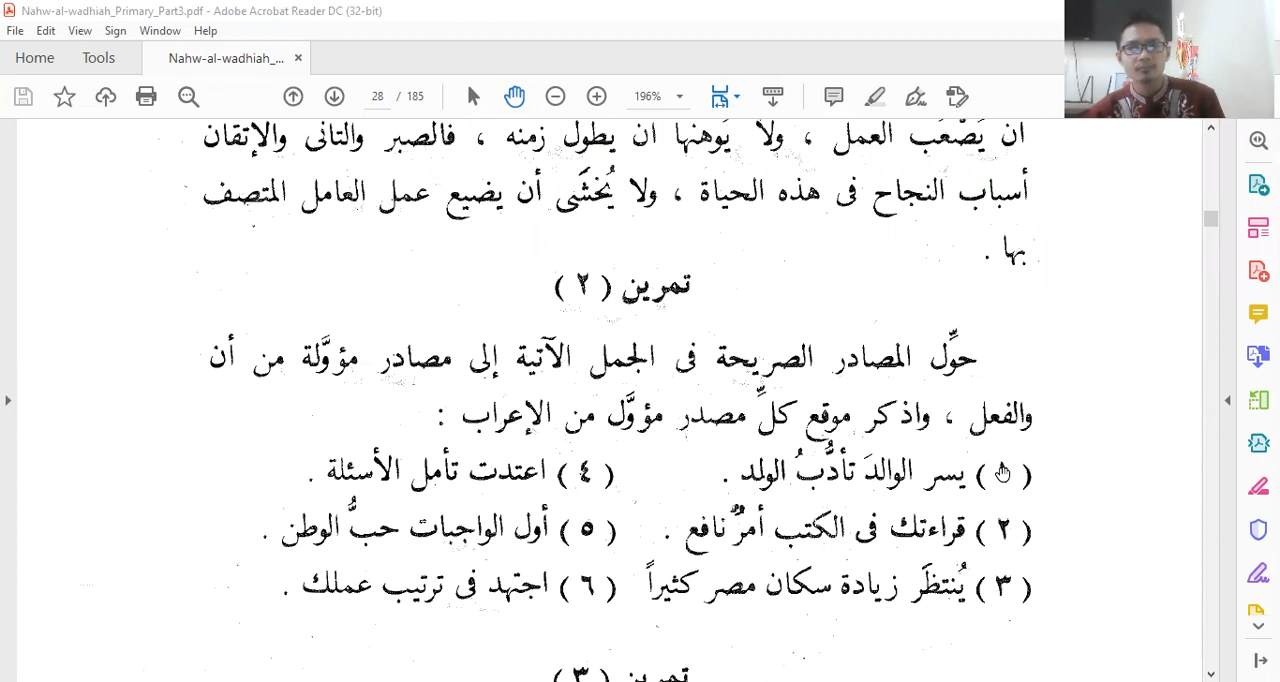 Nahw-al-wadhiah_Primary_Part3.pdf - Adobe Acrobat Reader DC (32-bit)
File Edit View Sign Window Help
Home Tools Nahw-al-wadhiah_... ×
28 / 185 196%
أن يَصْعُب العمل ، ولا يُوهنها أن يطول زمنه ، فالصبر والتأنى والإتقان
أسباب النجاح فى هذه الحياة ، ولا يُخشَى أن يضيع عمل العامل المتصف
بها .
تمرين ( ٢ )
حوِّل المصادر الصريحة فى الجمل الآتية إلى مصادر مؤوَّلة من أن
والفعل ، واذكر موقع كلِّ مصدر مؤوَّل من الإعراب :
( ) يسر الوالدَ تأدُّبُ الولد . ( ٤ ) اعتدت تأمل الأسئلة .
( ٢ ) قراءتك فى الكتب أمرٌ نافع . ( ٥ ) أول الواجبات حبُّ الوطن .
( ٣ ) يُنتظَر زيادة سكان مصر كثيراً ( ٦ ) اجتهد فى ترتيب عملك .
تمرين ( ٣ )